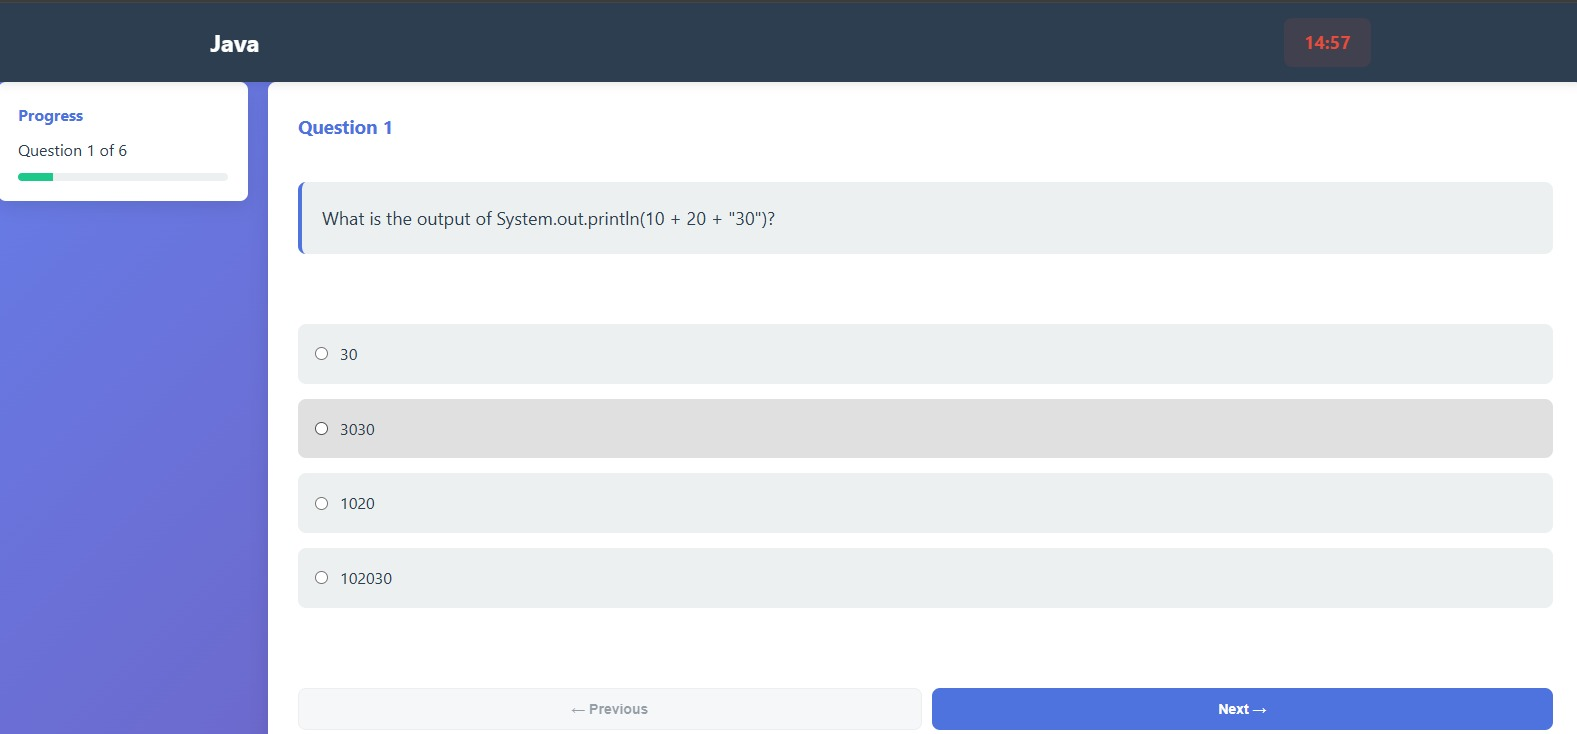 Java
14:57
Progress
Question 1 of 6
Question 1
What is the output of System.out.println(10 + 20 + "30")?
30
3030
1020
102030
← Previous
Next →